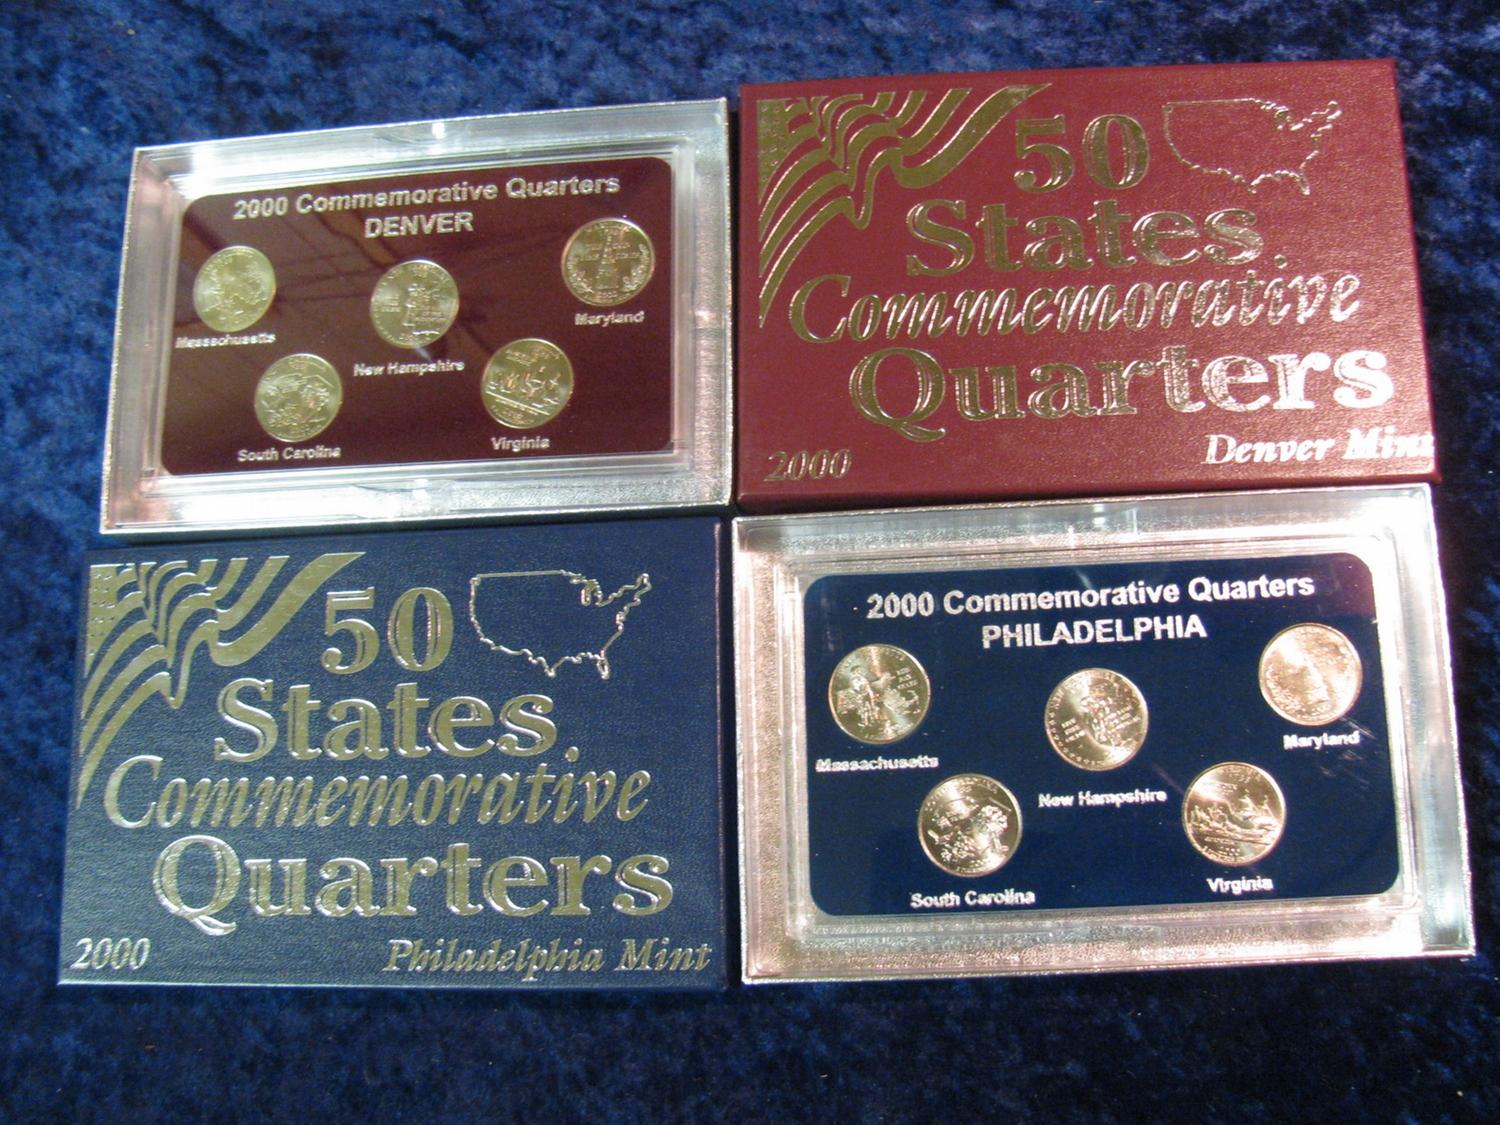 2000 Commemorative Quarters
DENVER
Massachusetts
New Hampshire
Maryland
South Carolina
Virginia
50
States
Commemorative
Quarters
2000
Denver Mint
50
States
Commemorative
Quarters
2000
Philadelphia Mint
2000 Commemorative Quarters
PHILADELPHIA
Massachusetts
New Hampshire
Maryland
South Carolina
Virginia